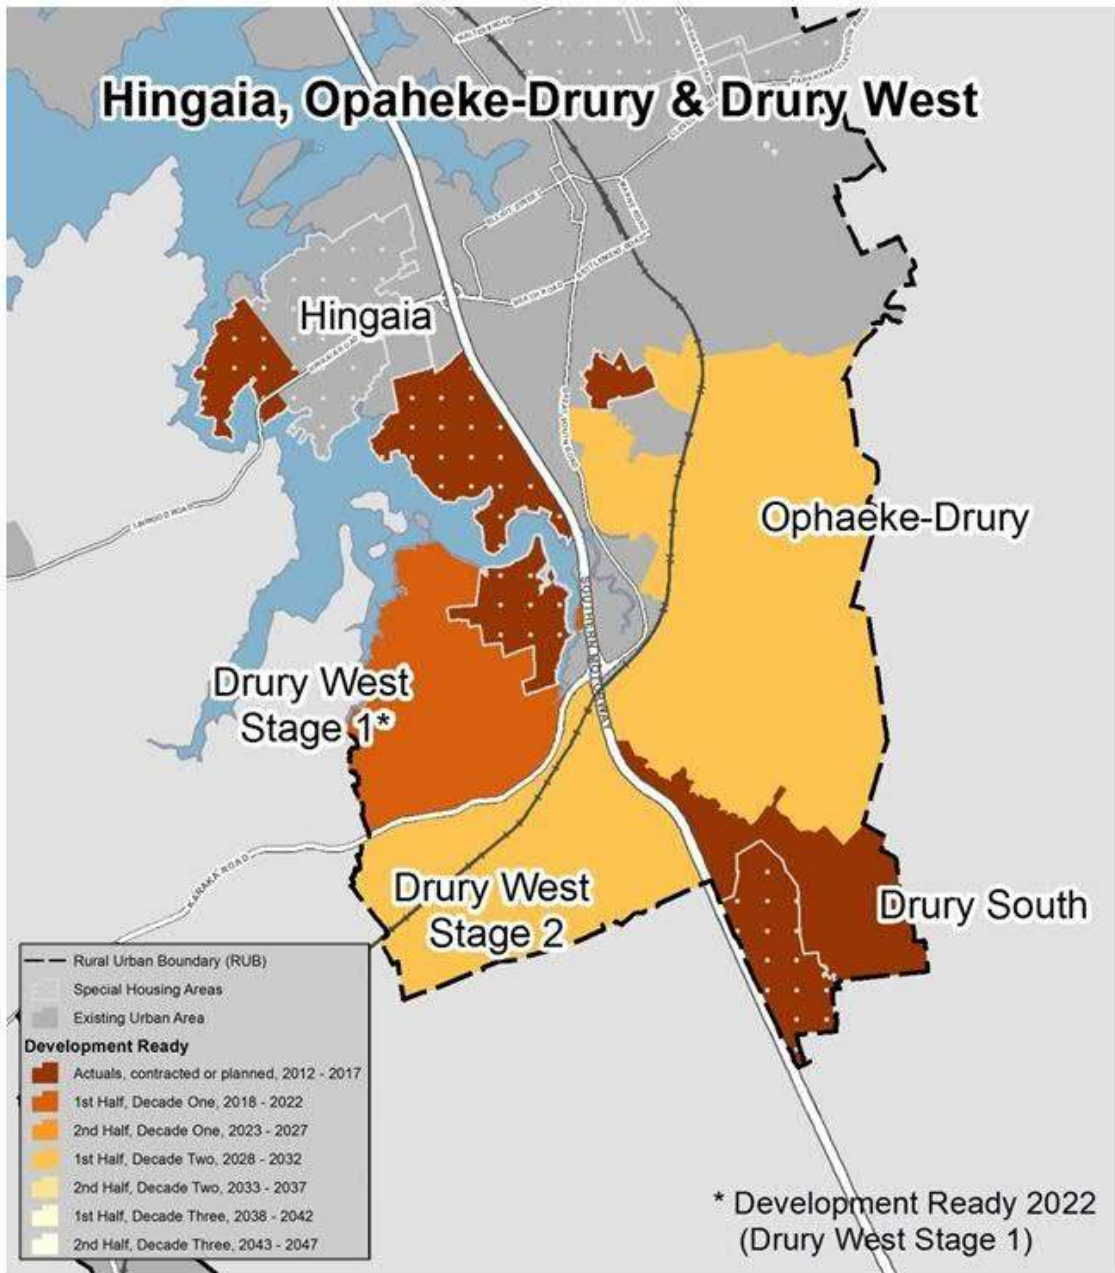 Hingaia, Opaheke-Drury & Drury West
Hingaia
Ophaeke-Drury
LINWOOD ROAD
SOUTHERN MOTORWAY
Drury West
Stage 1*
KARAKA ROAD
Drury West
Stage 2
Drury South
Rural Urban Boundary (RUB)
Special Housing Areas
Existing Urban Area
Development Ready
Actuals, contracted or planned, 2012 - 2017
1st Half, Decade One, 2018 - 2022
2nd Half, Decade One, 2023 - 2027
1st Half, Decade Two, 2028 - 2032
2nd Half, Decade Two, 2033 - 2037
1st Half, Decade Three, 2038 - 2042
2nd Half, Decade Three, 2043 - 2047
* Development Ready 2022
(Drury West Stage 1)